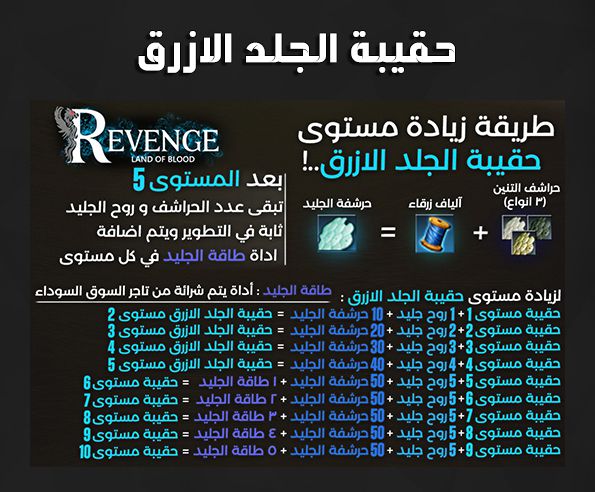 حقيبة الجلد الازرق
REVENGE
LAND OF BLOOD
طريقة زيادة مستوى
حقيبة الجلد الازرق..!
حراشف التنين
(٣ انواع)
+
آلياف زرقاء
=
حرشفة الجليد
بعد المستوى 5
تبقى عدد الحراشف و روح الجليد
ثابة في التطوير ويتم اضافة
اداة طاقة الجليد في كل مستوى
لزيادة مستوى حقيبة الجلد الازرق :
طاقة الجليد : أداة يتم شرائة من تاجر السوق السوداء
حقيبة مستوى 1 + 1 روح جليد + 10 حرشفة الجليد = حقيبة الجلد الازرق مستوى 2
حقيبة مستوى 2 + 2 روح جليد + 20 حرشفة الجليد = حقيبة الجلد الازرق مستوى 3
حقيبة مستوى 3 + 3 روح جليد + 30 حرشفة الجليد = حقيبة الجلد الازرق مستوى 4
حقيبة مستوى 4 + 4 روح جليد + 40 حرشفة الجليد = حقيبة الجلد الازرق مستوى 5
حقيبة مستوى 5 + 5 روح جليد + 50 حرشفة الجليد + ١ طاقة الجليد = حقيبة مستوى 6
حقيبة مستوى 6 + 5 روح جليد + 50 حرشفة الجليد + ٢ طاقة الجليد = حقيبة مستوى 7
حقيبة مستوى 7 + 5 روح جليد + 50 حرشفة الجليد + ٣ طاقة الجليد = حقيبة مستوى 8
حقيبة مستوى 8 + 5 روح جليد + 50 حرشفة الجليد + ٤ طاقة الجليد = حقيبة مستوى 9
حقيبة مستوى 9 + 5 روح جليد + 50 حرشفة الجليد + ٥ طاقة الجليد = حقيبة مستوى 10